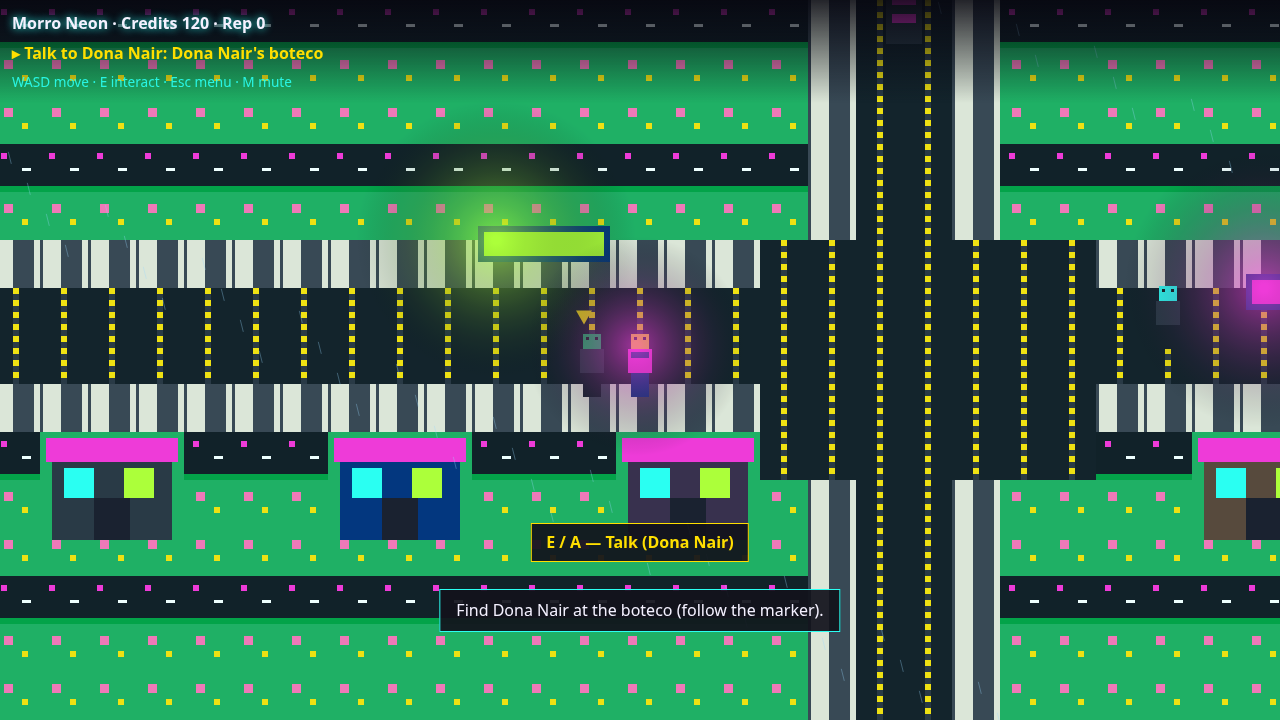 Morro Neon · Credits 120 · Rep 0
▸ Talk to Dona Nair: Dona Nair's boteco
WASD move · E interact · Esc menu · M mute
E / A — Talk (Dona Nair)
Find Dona Nair at the boteco (follow the marker).